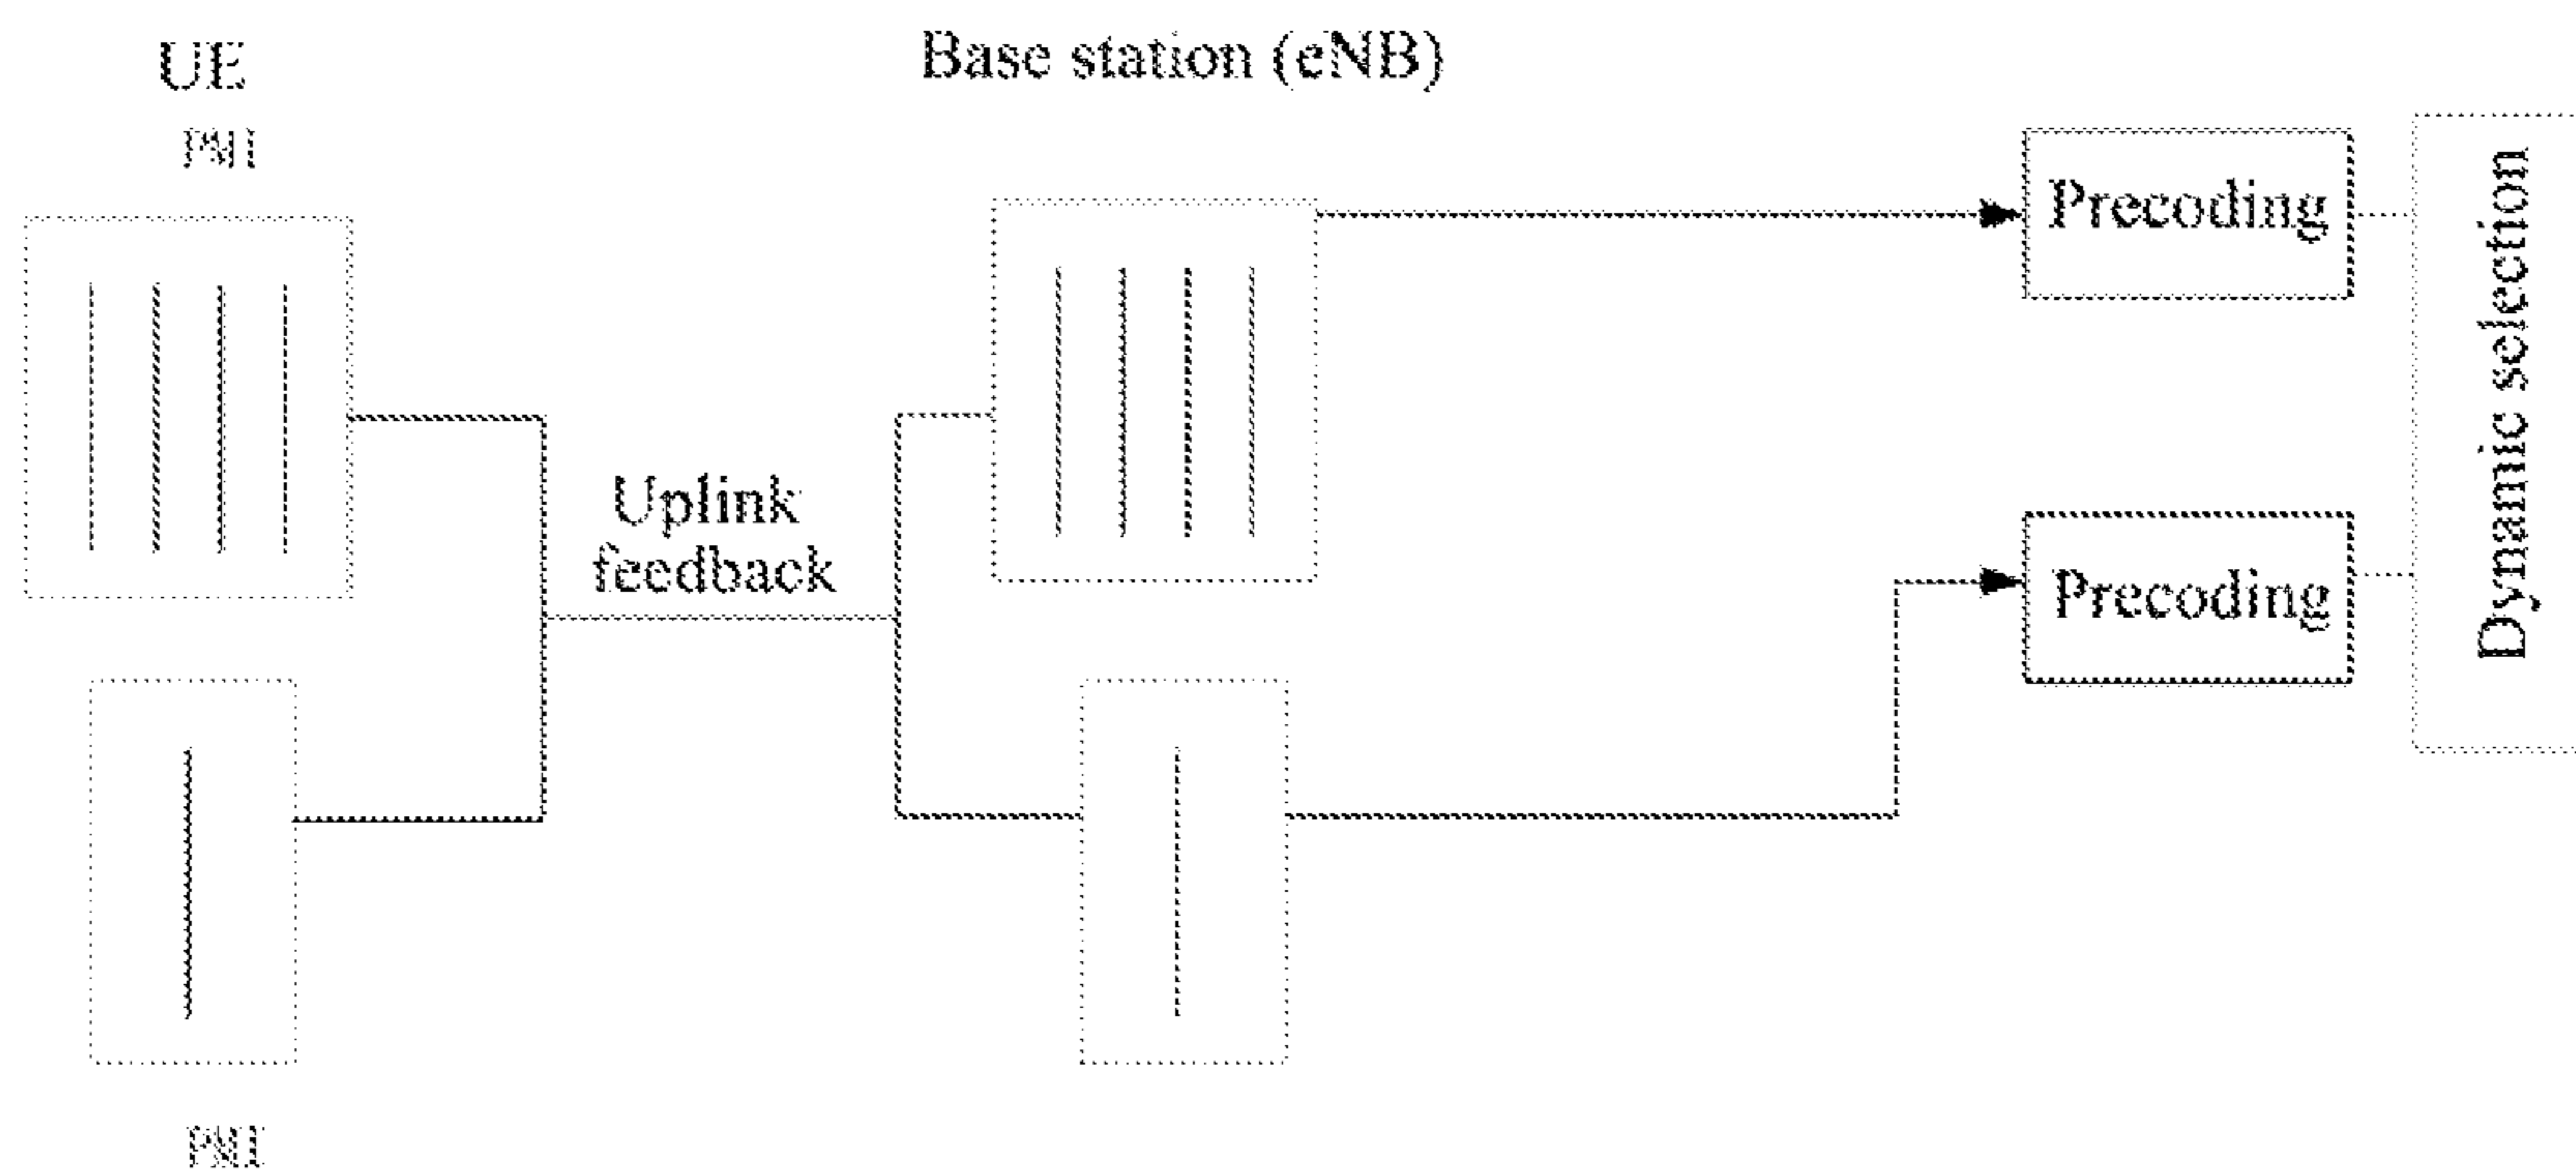 UE
Base station (eNB)
PMI
Precoding
Dynamic selection
Uplink
feedback
Precoding
PMI